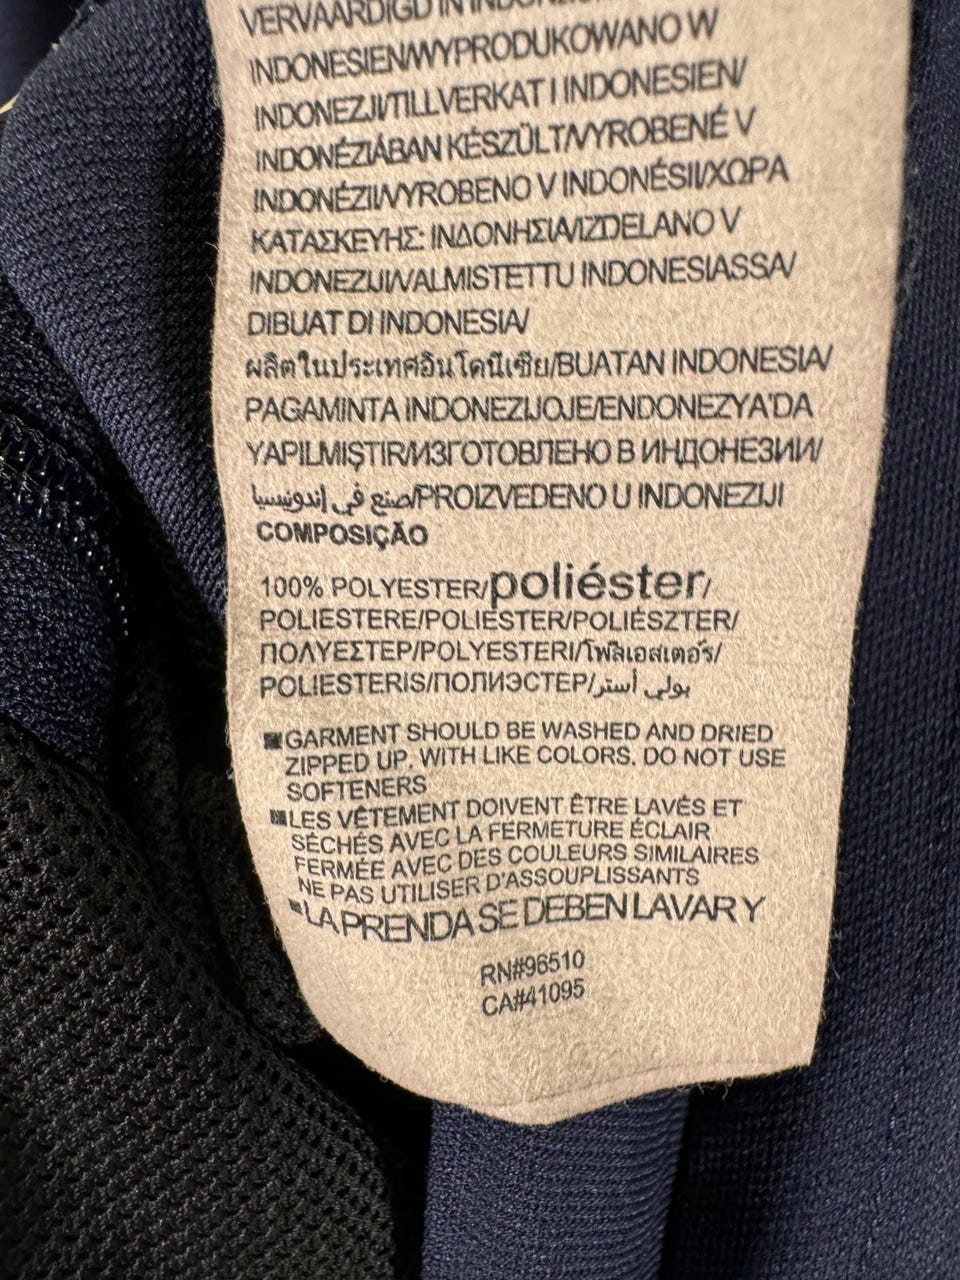 VERVAARDIGD IN INDONESIË/
INDONESIEN/WYPRODUKOWANO W
INDONEZJI/TILLVERKAT I INDONESIEN/
INDONÉZIÁBAN KÉSZÜLT/VYROBENÉ V
INDONÉZII/VYROBENO V INDONÉSII/ΧΩΡΑ
ΚΑΤΑΣΚΕΥΗΣ: ΙΝΔΟΝΗΣΙΑ/IZDELANO V
INDONEZIJI/VALMISTETTU INDONESIASSA/
DIBUAT DI INDONESIA/
ผลิตในประเทศอินโดนีเซีย/BUATAN INDONESIA/
PAGAMINTA INDONEZIJOJE/ENDONEZYA'DA
YAPILMIŞTIR/ИЗГОТОВЛЕНО В ИНДОНЕЗИИ/
صنع في إندونيسيا/PROIZVEDENO U INDONEZIJI
COMPOSIÇÃO
100% POLYESTER/poliéster/
POLIESTERE/POLIESTER/POLIÉSZTER/
ΠΟΛΥΕΣΤΕΡ/POLYESTERI/โพลิเอสเตอร์/
POLIESTERIS/ПОЛИЭСТЕР/بولي أستر
■GARMENT SHOULD BE WASHED AND DRIED
ZIPPED UP. WITH LIKE COLORS. DO NOT USE
SOFTENERS
■LES VÊTEMENT DOIVENT ÊTRE LAVÉS ET
SÉCHÉS AVEC LA FERMETURE ÉCLAIR
FERMÉE AVEC DES COULEURS SIMILAIRES
NE PAS UTILISER D'ASSOUPLISSANTS
■LA PRENDA SE DEBEN LAVAR Y
RN#96510
CA#41095